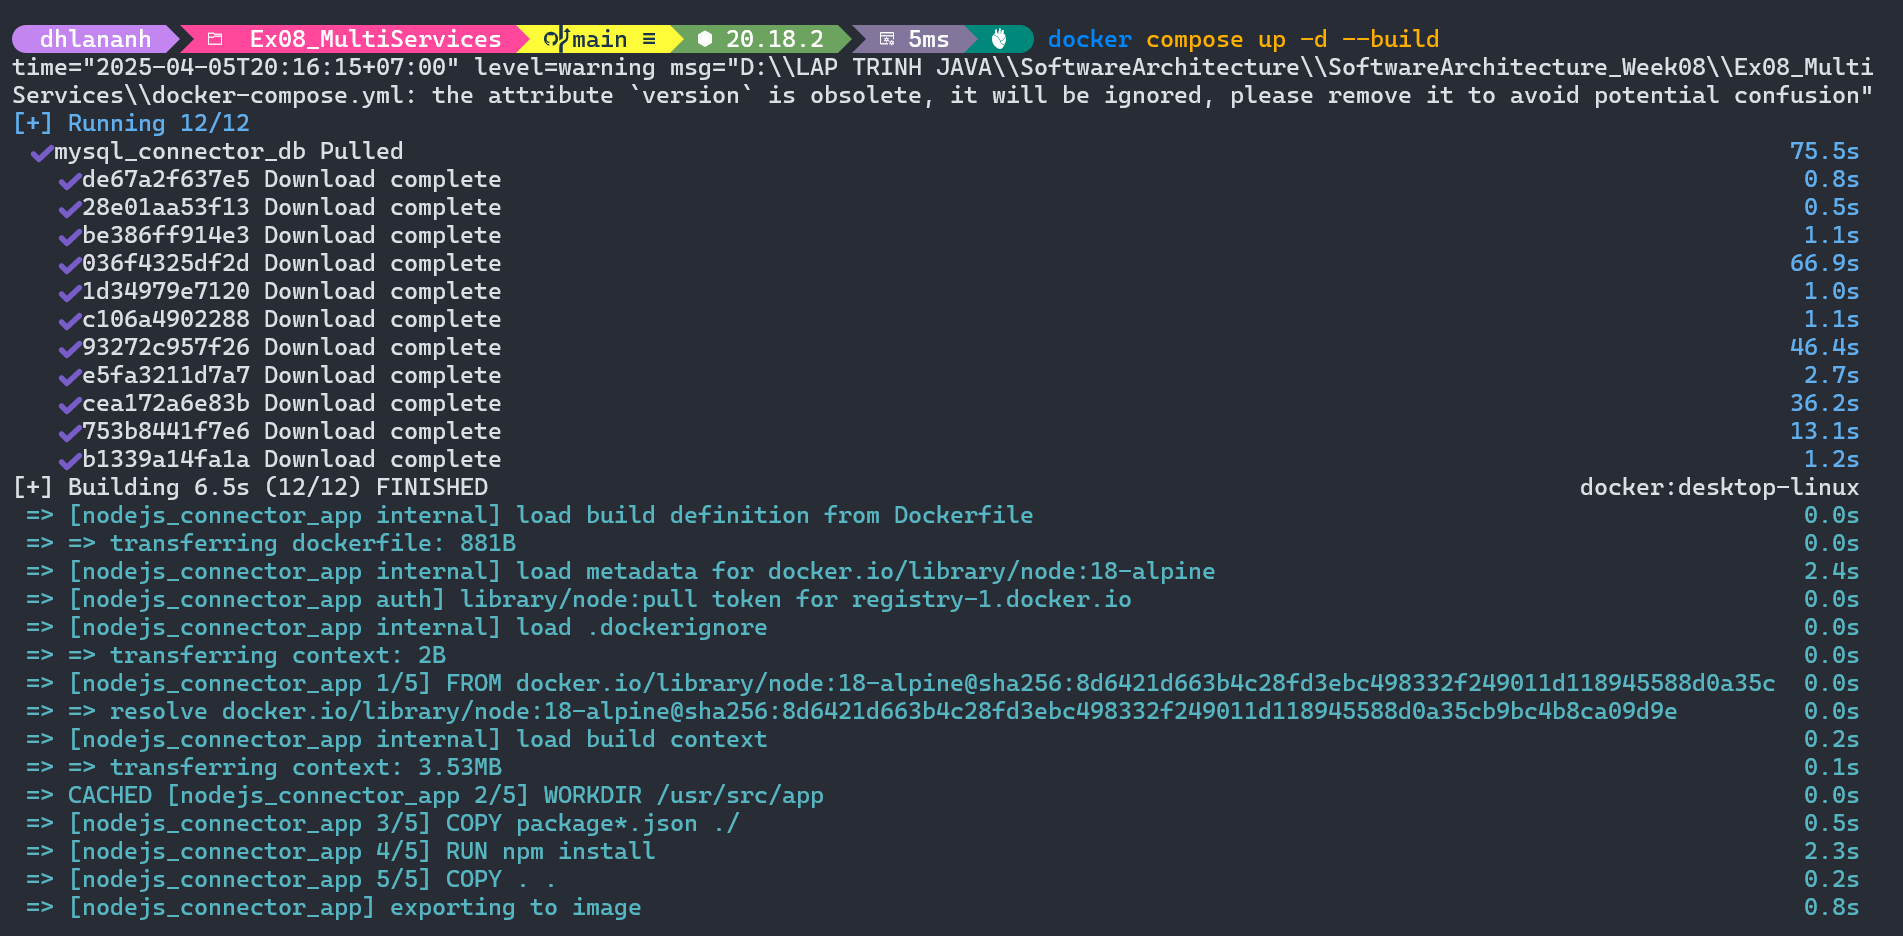 dhlananh Ex08_MultiServices main ≡ 20.18.2 5ms docker compose up -d --build
time="2025-04-05T20:16:15+07:00" level=warning msg="D:\\LAP TRINH JAVA\\SoftwareArchitecture\\SoftwareArchitecture_Week08\\Ex08_Multi
Services\\docker-compose.yml: the attribute `version` is obsolete, it will be ignored, please remove it to avoid potential confusion"
[+] Running 12/12
✔mysql_connector_db Pulled 75.5s
✔de67a2f637e5 Download complete 0.8s
✔28e01aa53f13 Download complete 0.5s
✔be386ff914e3 Download complete 1.1s
✔036f4325df2d Download complete 66.9s
✔1d34979e7120 Download complete 1.0s
✔c106a4902288 Download complete 1.1s
✔93272c957f26 Download complete 46.4s
✔e5fa3211d7a7 Download complete 2.7s
✔cea172a6e83b Download complete 36.2s
✔753b8441f7e6 Download complete 13.1s
✔b1339a14fa1a Download complete 1.2s
[+] Building 6.5s (12/12) FINISHED docker:desktop-linux
=> [nodejs_connector_app internal] load build definition from Dockerfile 0.0s
=> => transferring dockerfile: 881B 0.0s
=> [nodejs_connector_app internal] load metadata for docker.io/library/node:18-alpine 2.4s
=> [nodejs_connector_app auth] library/node:pull token for registry-1.docker.io 0.0s
=> [nodejs_connector_app internal] load .dockerignore 0.0s
=> => transferring context: 2B 0.0s
=> [nodejs_connector_app 1/5] FROM docker.io/library/node:18-alpine@sha256:8d6421d663b4c28fd3ebc498332f249011d118945588d0a35c 0.0s
=> => resolve docker.io/library/node:18-alpine@sha256:8d6421d663b4c28fd3ebc498332f249011d118945588d0a35cb9bc4b8ca09d9e 0.0s
=> [nodejs_connector_app internal] load build context 0.2s
=> => transferring context: 3.53MB 0.1s
=> CACHED [nodejs_connector_app 2/5] WORKDIR /usr/src/app 0.0s
=> [nodejs_connector_app 3/5] COPY package*.json ./ 0.5s
=> [nodejs_connector_app 4/5] RUN npm install 2.3s
=> [nodejs_connector_app 5/5] COPY . . 0.2s
=> [nodejs_connector_app] exporting to image 0.8s